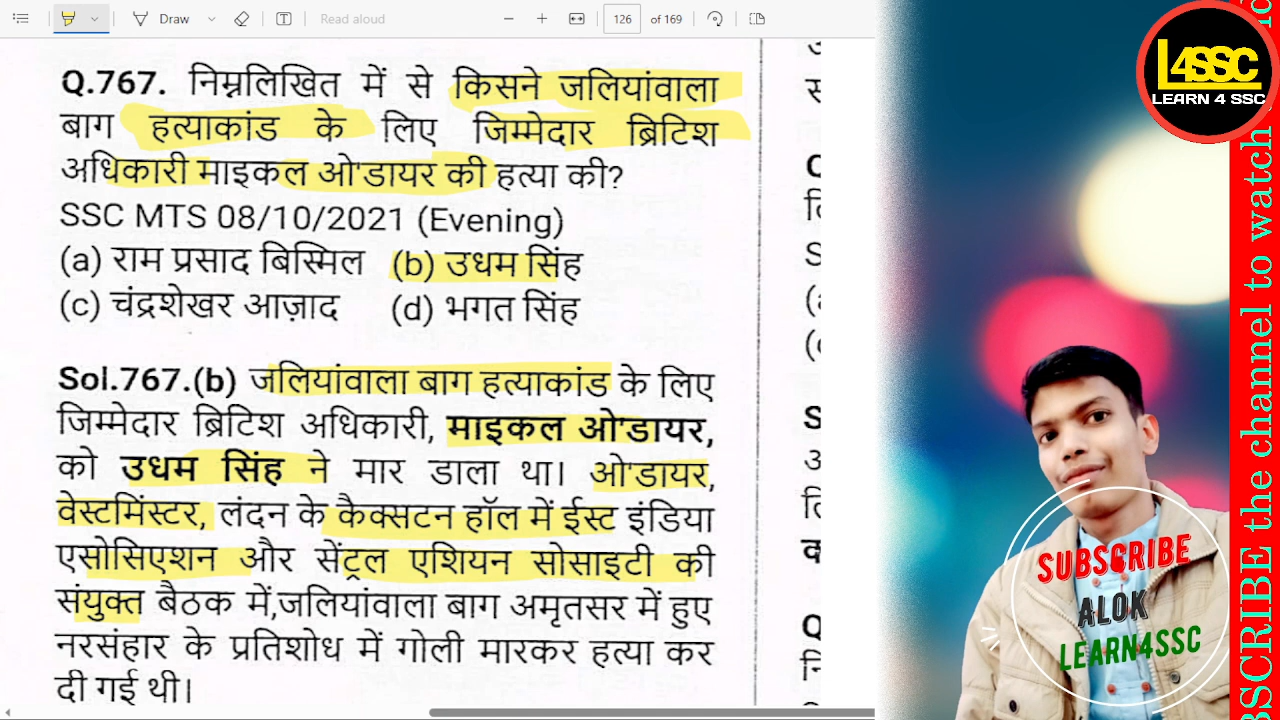 Draw
Read aloud
126 of 169
Q.767. निम्नलिखित में से किसने जलियांवाला
बाग हत्याकांड के लिए जिम्मेदार ब्रिटिश
अधिकारी माइकल ओ'डायर की हत्या की?
SSC MTS 08/10/2021 (Evening)
(a) राम प्रसाद बिस्मिल (b) उधम सिंह
(c) चंद्रशेखर आज़ाद (d) भगत सिंह
Sol.767.(b) जलियांवाला बाग हत्याकांड के लिए
जिम्मेदार ब्रिटिश अधिकारी, माइकल ओ'डायर,
को उधम सिंह ने मार डाला था। ओ'डायर,
वेस्टमिंस्टर, लंदन के कैक्सटन हॉल में ईस्ट इंडिया
एसोसिएशन और सेंट्रल एशियन सोसाइटी की
संयुक्त बैठक में,जलियांवाला बाग अमृतसर में हुए
नरसंहार के प्रतिशोध में गोली मारकर हत्या कर
दी गई थी।
L4SSC
LEARN 4 SSC
SUBSCRIBE
ALOK
LEARN4SSC
SUBSCRIBE the channel to watch